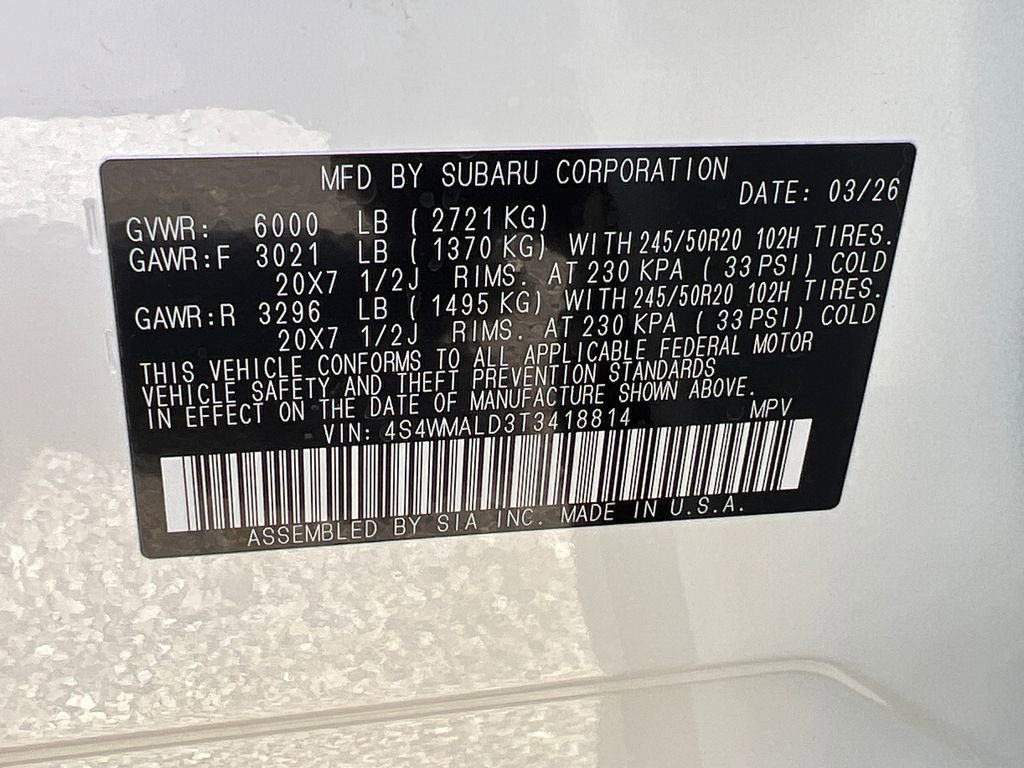 MFD BY SUBARU CORPORATION
DATE: 03/26
GVWR: 6000 LB ( 2721 KG)
GAWR:F 3021 LB ( 1370 KG) WITH 245/50R20 102H TIRES.
20X7 1/2J RIMS. AT 230 KPA ( 33 PSI) COLD
GAWR:R 3296 LB ( 1495 KG) WITH 245/50R20 102H TIRES.
20X7 1/2J RIMS. AT 230 KPA ( 33 PSI) COLD
THIS VEHICLE CONFORMS TO ALL APPLICABLE FEDERAL MOTOR
VEHICLE SAFETY AND THEFT PREVENTION STANDARDS
IN EFFECT ON THE DATE OF MANUFACTURE SHOWN ABOVE.
VIN: 4S4WMALD3T3418814 MPV
ASSEMBLED BY SIA INC. MADE IN U.S.A.